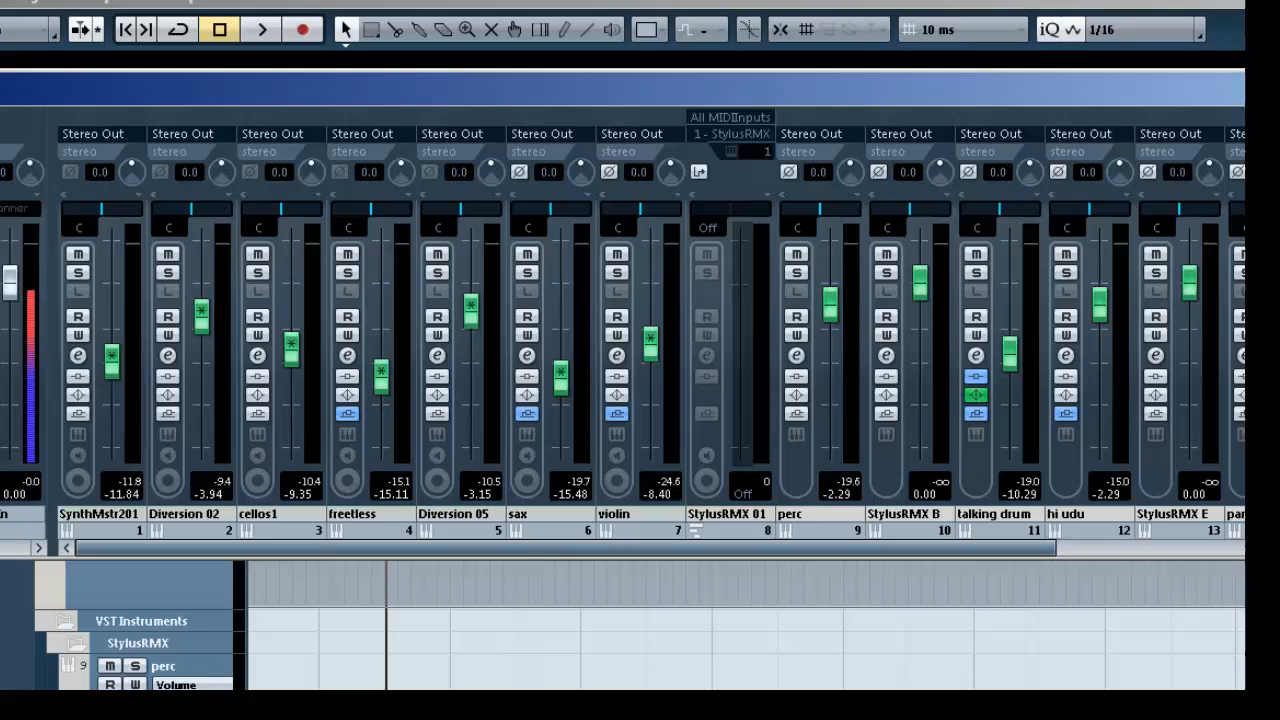 10 ms iQ 1/16
All MIDIInputs
Stereo Out Stereo Out Stereo Out Stereo Out Stereo Out Stereo Out Stereo Out 1 - StylusRMX Stereo Out Stereo Out Stereo Out Stereo Out Stereo Out
stereo stereo stereo stereo stereo stereo stereo 1
0.0 0.0 0.0 0.0 0.0 0.0 0.0 0.0 0.0 0.0 0.0 0.0
C C C C C C C Off C C C C C
M M M M M M M M M M M M M
S S S S S S S S S S S S S
L L L L L L L L L L L L L
R R R R R R R R R R R R R
W W W W W W W W W W W W W
e e e e e e e e e e e e e
-0.0 -11.8 -9.4 -10.4 -15.1 -10.5 -19.7 -24.6 0 -19.6 -∞ -19.0 -15.0 -∞
0.00 -11.84 -3.94 -9.35 -15.11 -3.15 -15.48 -8.40 Off -2.29 0.00 -10.29 -2.29 0.00
SynthMstr201 Diversion 02 cellos1 freetless Diversion 05 sax violin StylusRMX 01 perc StylusRMX B talking drum hi udu StylusRMX E
1 2 3 4 5 6 7 8 9 10 11 12 13
VST Instruments
StylusRMX
9 M S perc
R W Volume